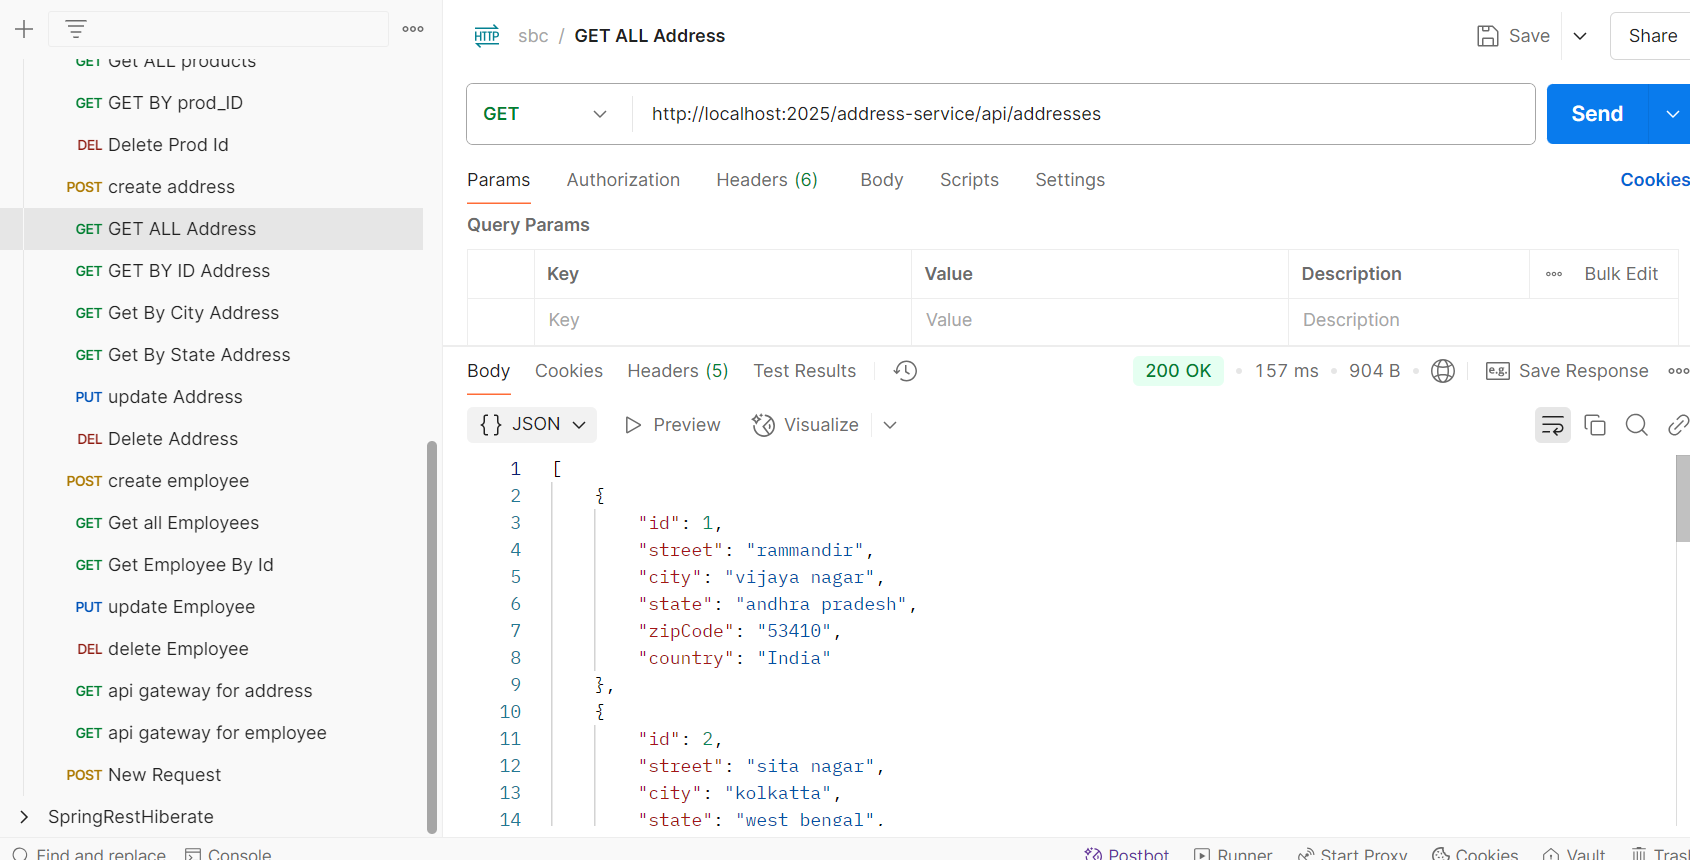 Get ALL products
GET BY prod_ID
DEL Delete Prod Id
POST create address
GET GET ALL Address
GET GET BY ID Address
GET Get By City Address
GET Get By State Address
PUT update Address
DEL Delete Address
POST create employee
GET Get all Employees
GET Get Employee By Id
PUT update Employee
DEL delete Employee
GET api gateway for address
GET api gateway for employee
POST New Request
SpringRestHiberate
HTTP sbc / GET ALL Address
Save
Share
GET http://localhost:2025/address-service/api/addresses
Send
Params Authorization Headers (6) Body Scripts Settings Cookies
Query Params
Key Value Description Bulk Edit
Key Value Description
Body Cookies Headers (5) Test Results 200 OK • 157 ms • 904 B • e.g. Save Response
{} JSON Preview Visualize
1 [
2 {
3 "id": 1,
4 "street": "rammandir",
5 "city": "vijaya nagar",
6 "state": "andhra pradesh",
7 "zipCode": "53410",
8 "country": "India"
9 },
10 {
11 "id": 2,
12 "street": "sita nagar",
13 "city": "kolkatta",
14 "state": "west bengal",
Find and replace Console Postbot Runner Start Proxy Cookies Vault Trash